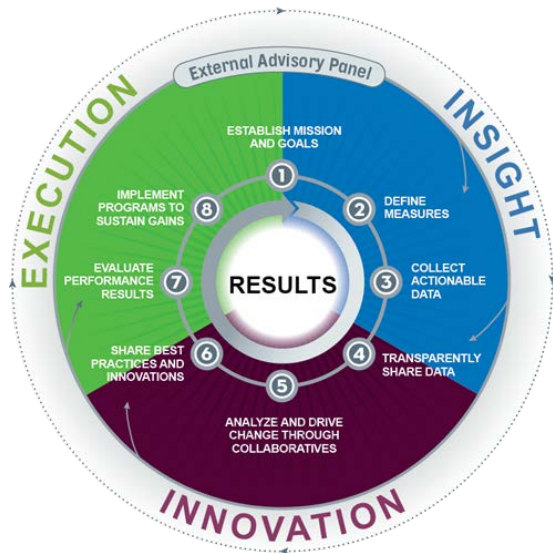 External Advisory Panel
EXECUTION
INSIGHT
INNOVATION
ESTABLISH MISSION
AND GOALS
1
2
DEFINE
MEASURES
3
COLLECT
ACTIONABLE
DATA
4
TRANSPARENTLY
SHARE DATA
5
ANALYZE AND DRIVE
CHANGE THROUGH
COLLABORATIVES
6
SHARE BEST
PRACTICES AND
INNOVATIONS
7
EVALUATE
PERFORMANCE
RESULTS
8
IMPLEMENT
PROGRAMS TO
SUSTAIN GAINS
RESULTS